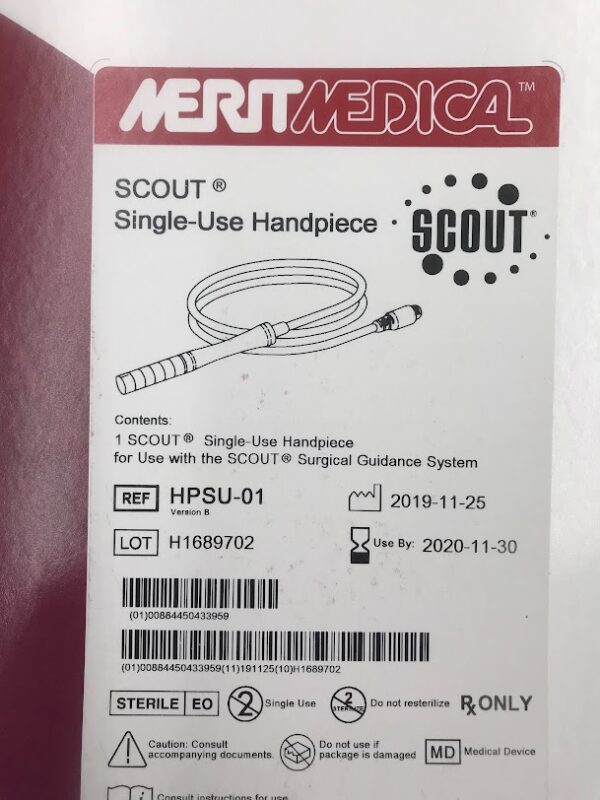 MERITMEDICAL™
SCOUT®
Single-Use Handpiece
SCOUT®
Contents:
1 SCOUT® Single-Use Handpiece
for Use with the SCOUT® Surgical Guidance System
REF HPSU-01
Version B
2019-11-25
LOT H1689702
Use By: 2020-11-30
(01)00884450433959
(01)00884450433959(11)191125(10)H1689702
STERILE EO
2 Single Use
2 STERILIZE Do not resterilize
Rx ONLY
Caution: Consult
accompanying documents.
Do not use if
package is damaged
MD Medical Device
i Consult instructions for use